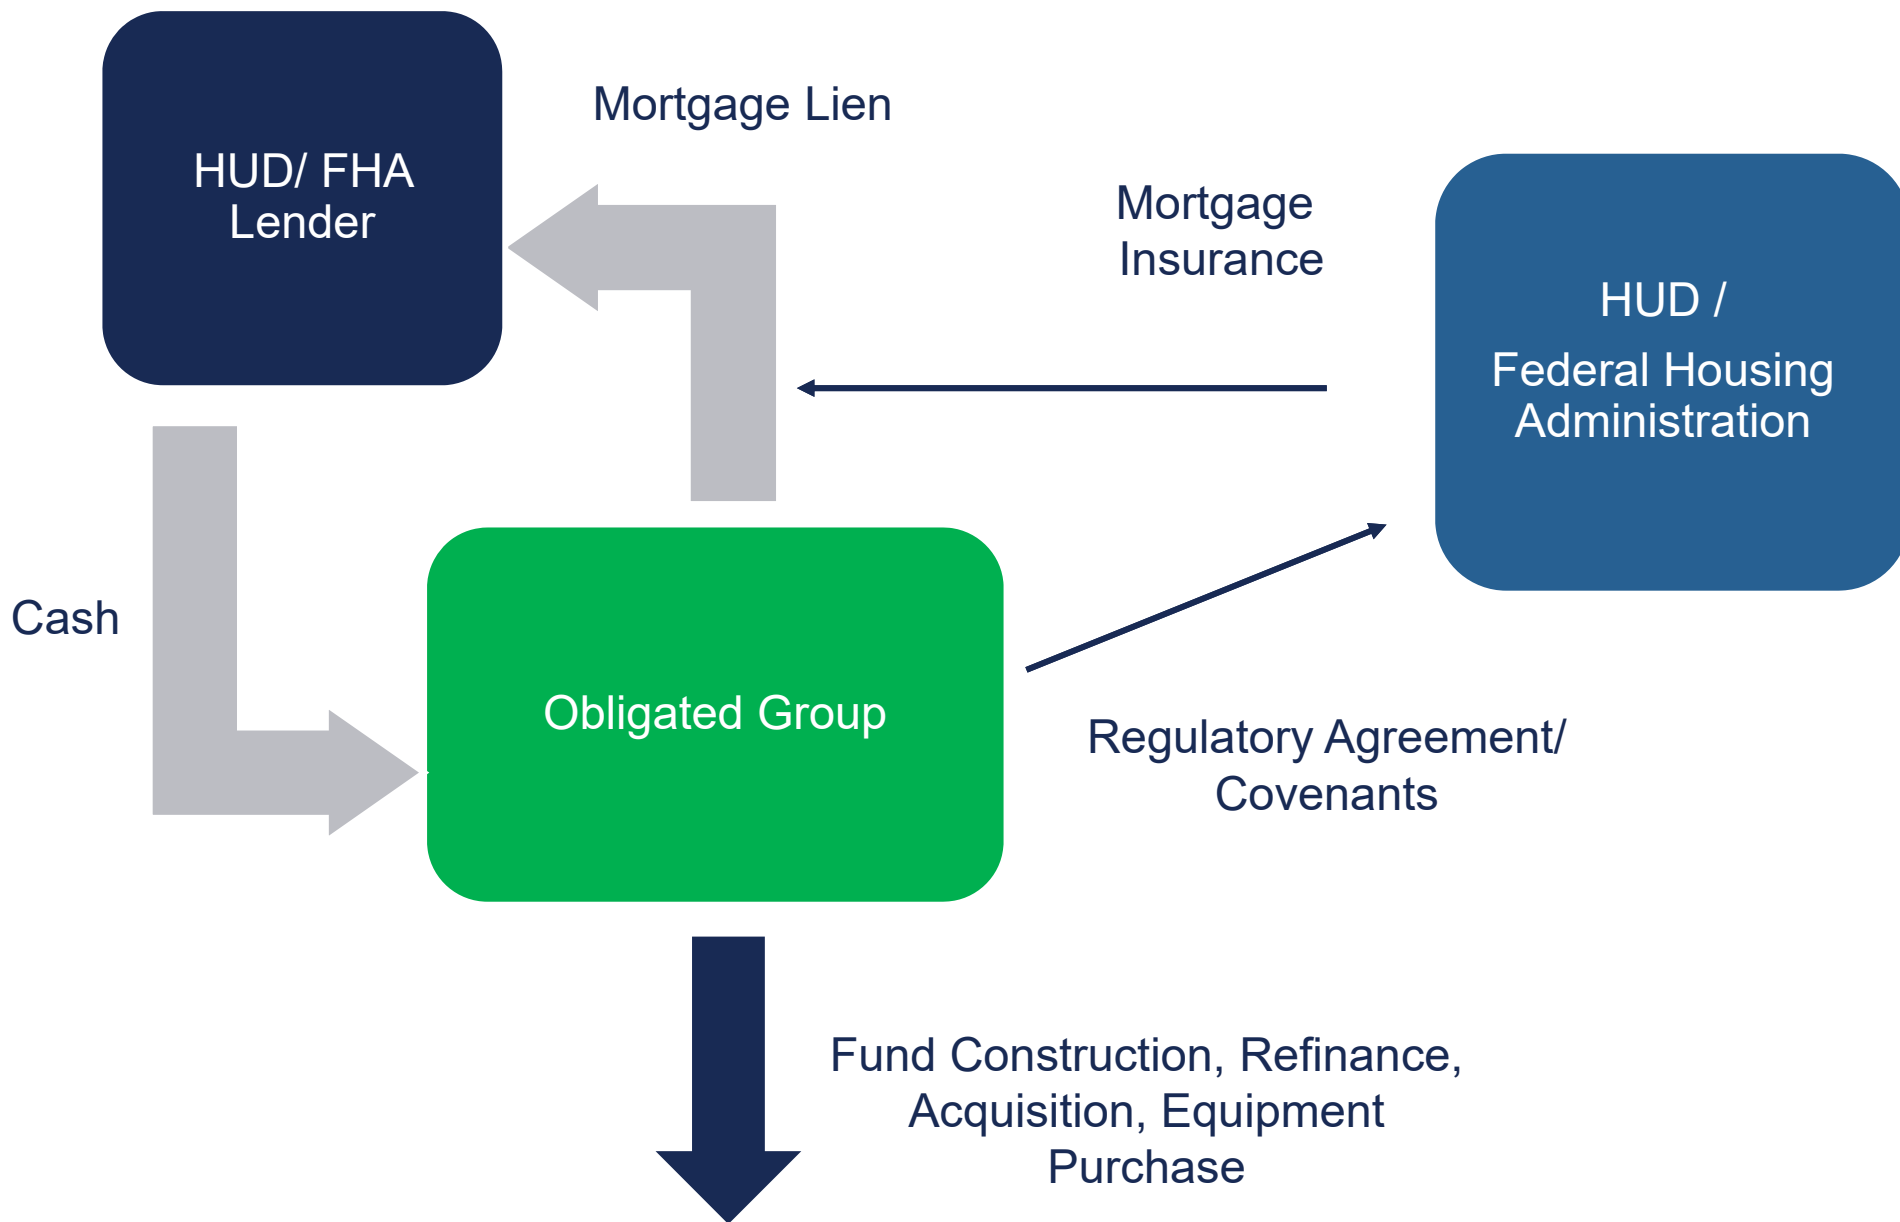 HUD/ FHA
Lender
Mortgage Lien
Mortgage
Insurance
HUD /
Federal Housing
Administration
Cash
Obligated Group
Regulatory Agreement/
Covenants
Fund Construction, Refinance,
Acquisition, Equipment
Purchase